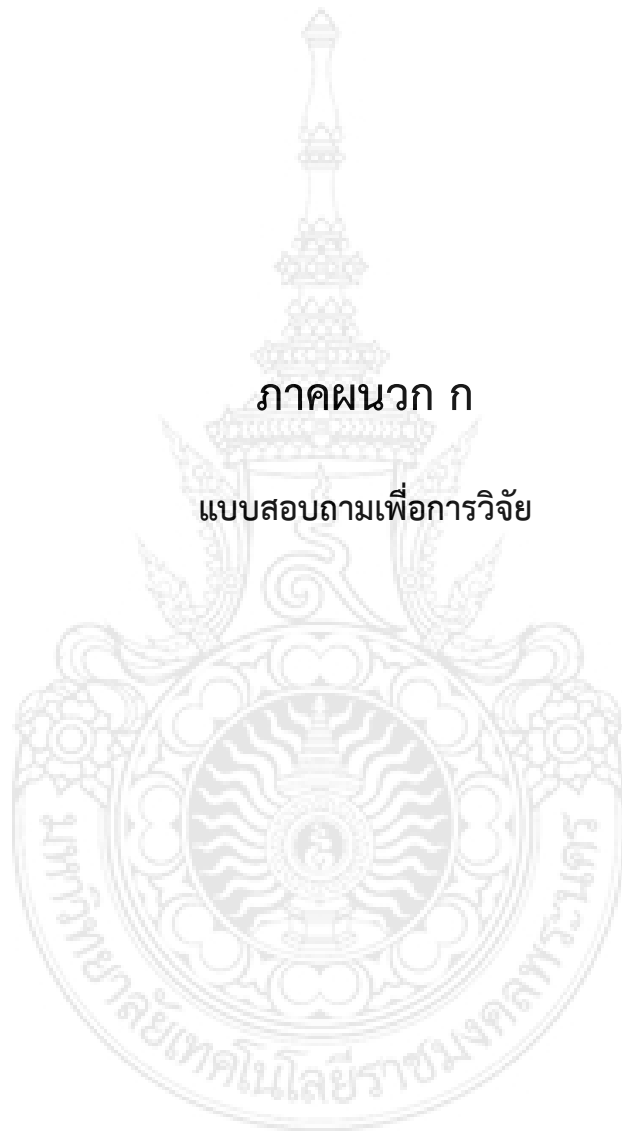 ภาคผนวก ก
แบบสอบถามเพื่อการวิจัย
มหาวิทยาลัยเทคโนโลยีราชมงคลพระนคร